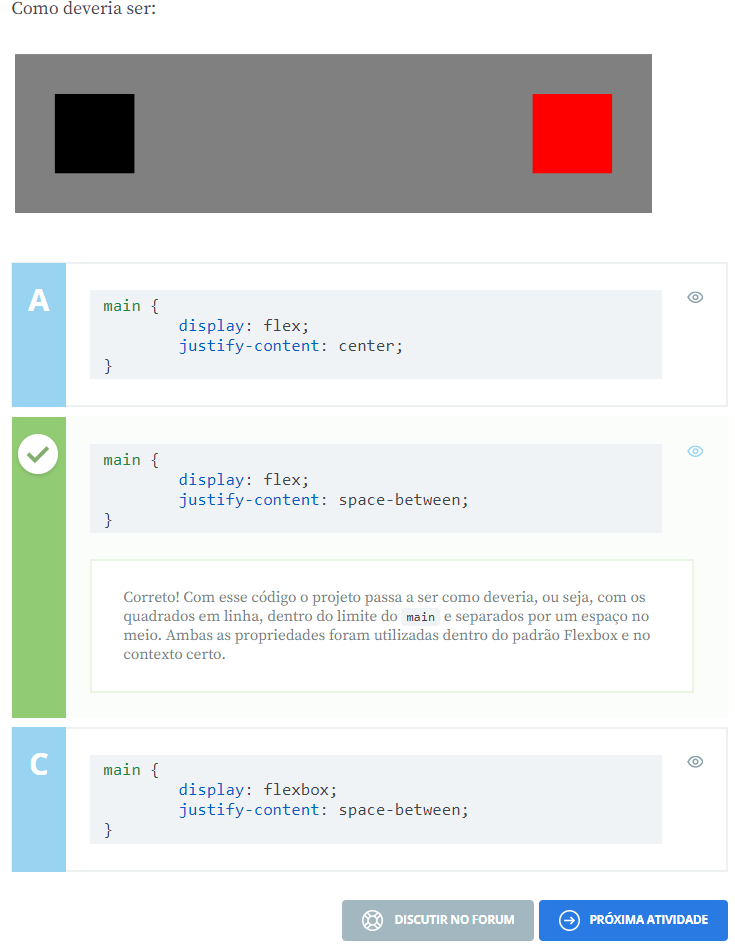 Como deveria ser:
A
main {
display: flex;
justify-content: center;
}
main {
display: flex;
justify-content: space-between;
}
Correto! Com esse código o projeto passa a ser como deveria, ou seja, com os
quadrados em linha, dentro do limite do main e separados por um espaço no
meio. Ambas as propriedades foram utilizadas dentro do padrão Flexbox e no
contexto certo.
C
main {
display: flexbox;
justify-content: space-between;
}
DISCUTIR NO FORUM
PRÓXIMA ATIVIDADE